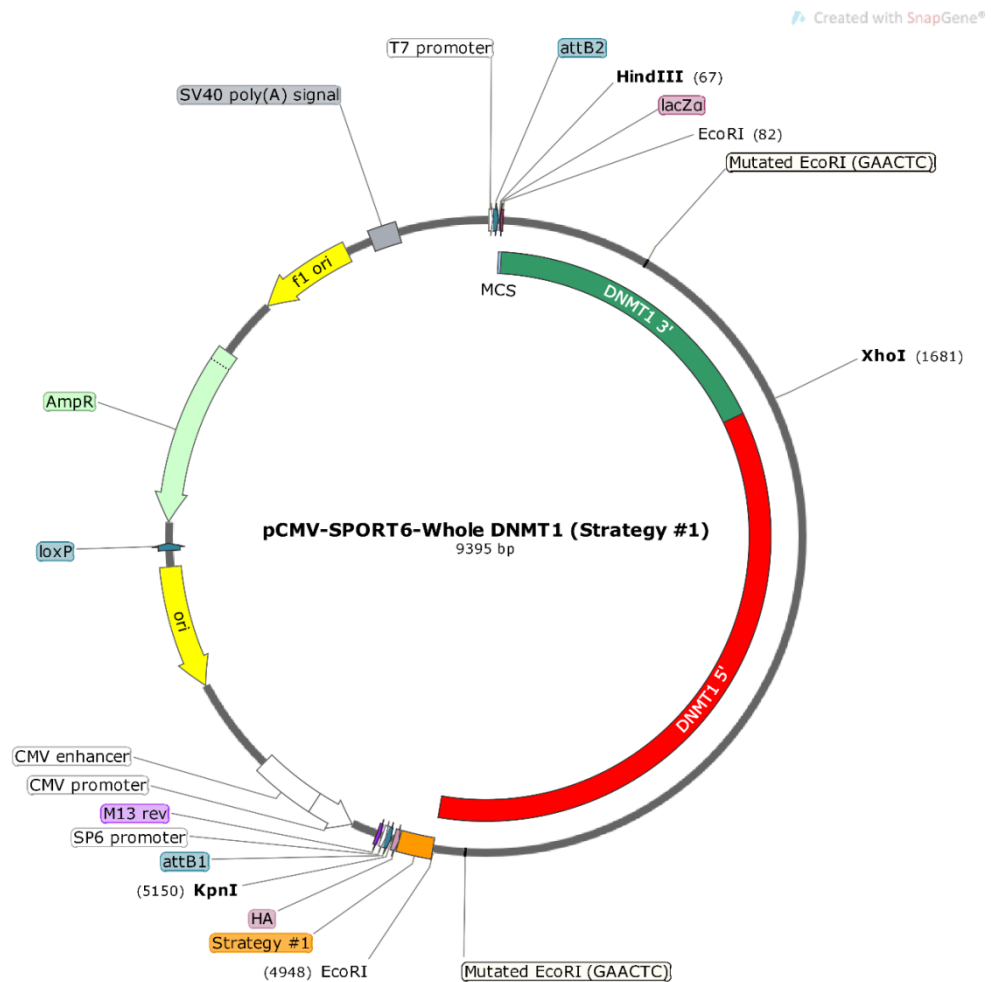 Created with SnapGene®
T7 promoter
attB2
HindIII (67)
lacZα
EcoRI (82)
Mutated EcoRI (GAACTC)
SV40 poly(A) signal
f1 ori
MCS
DNMT1 3'
XhoI (1681)
AmpR
pCMV-SPORT6-Whole DNMT1 (Strategy #1)
9395 bp
loxP
ori
DNMT1 5'
CMV enhancer
CMV promoter
M13 rev
SP6 promoter
attB1
(5150) KpnI
HA
Strategy #1
(4948) EcoRI
Mutated EcoRI (GAACTC)